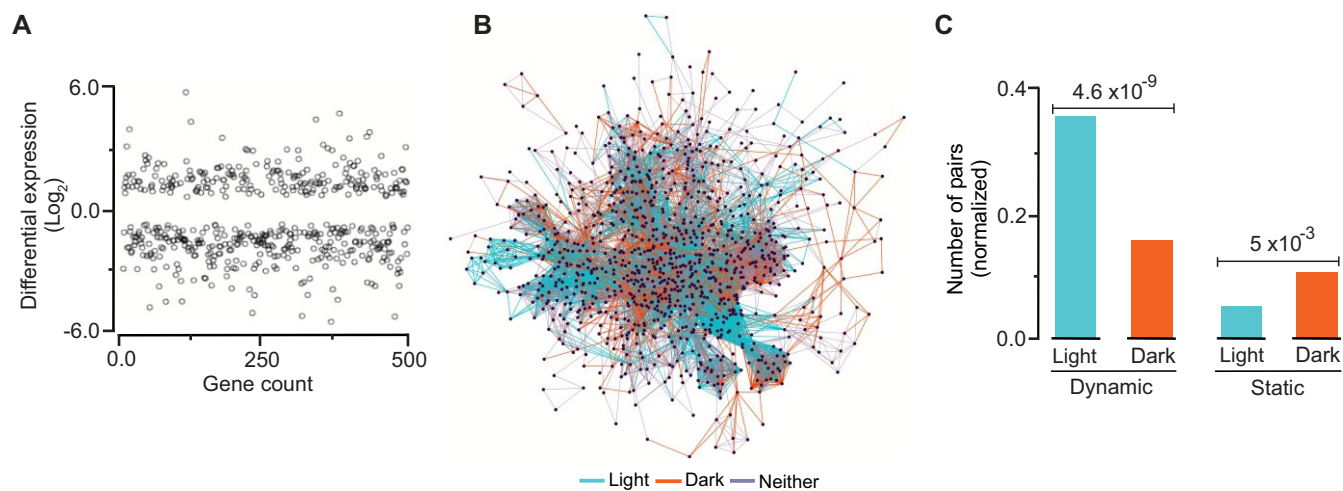 A
Differential expression
(Log2)
6.0
0.0
-6.0
0.0
250
500
Gene count
B
Light
Dark
Neither
C
Number of pairs
(normalized)
0.4
0.2
0.0
4.6 x10-9
5 x10-3
Light
Dark
Light
Dark
Dynamic
Static